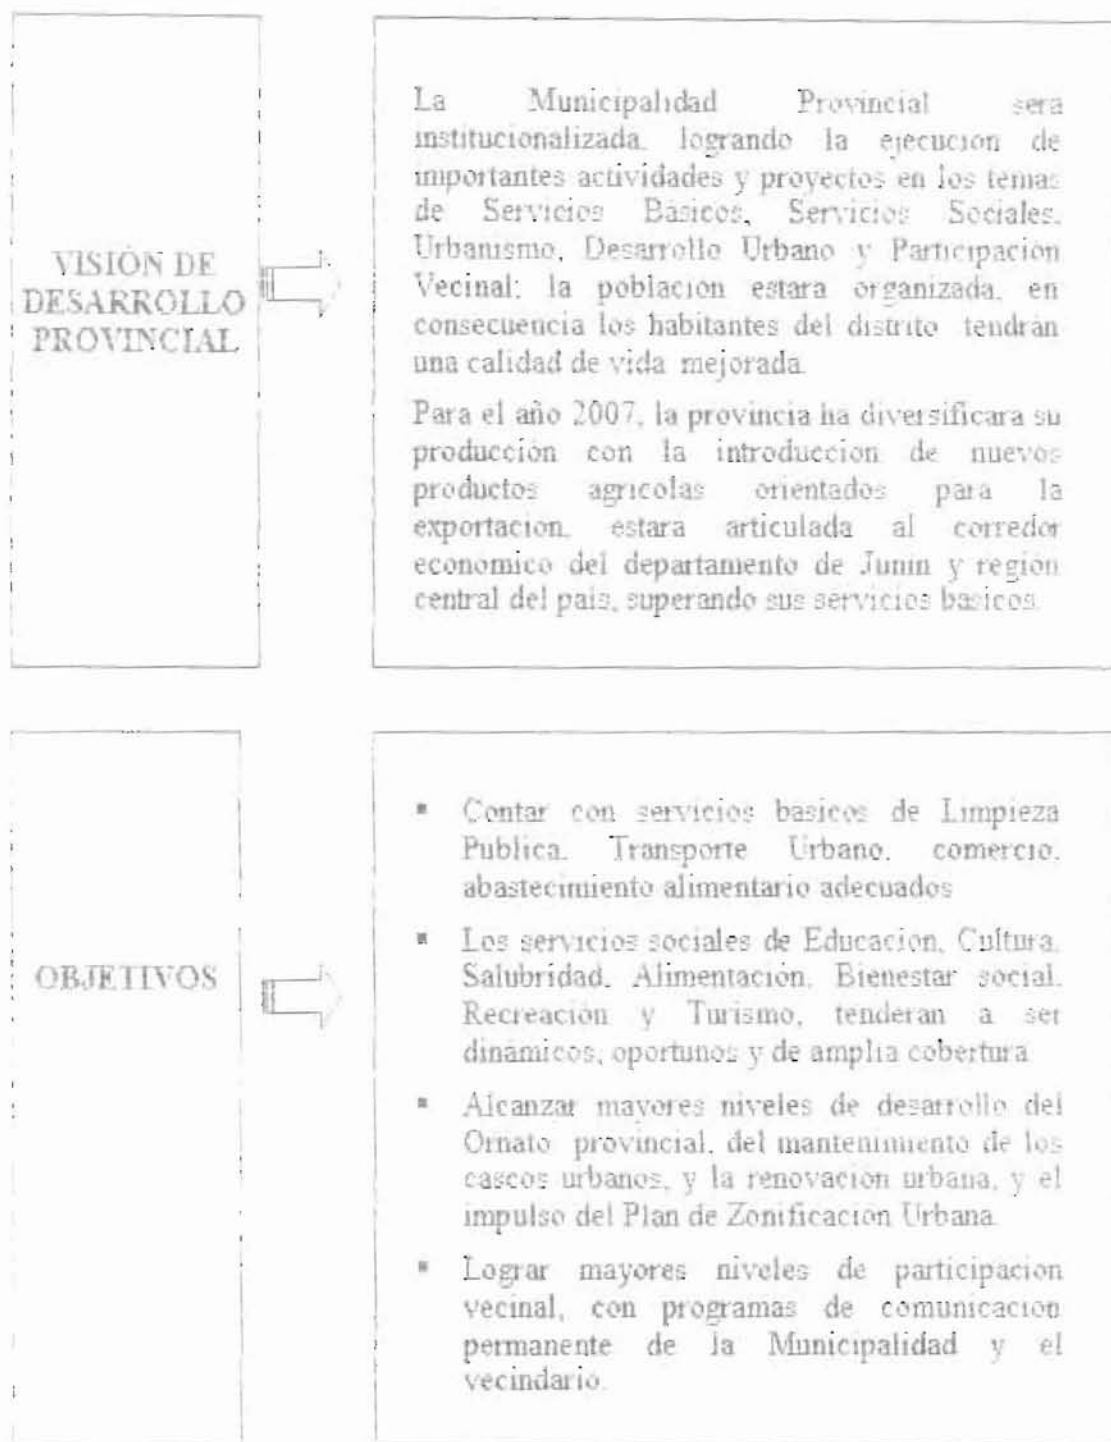 VISIÓN DE
DESARROLLO
PROVINCIAL
La Municipalidad Provincial sera
institucionalizada, logrando la ejecucion de
importantes actividades y proyectos en los temas
de Servicios Basicos, Servicios Sociales,
Urbanismo, Desarrollo Urbano y Participacion
Vecinal; la poblacion estara organizada, en
consecuencia los habitantes del distrito tendrán
una calidad de vida mejorada.
Para el año 2007, la provincia ha diversificara su
producción con la introduccion de nuevos
productos agricolas orientados para la
exportacion, estara articulada al corredor
economico del departamento de Junin y región
central del pais, superando sus servicios basicos.
OBJETIVOS
▪ Contar con servicios basicos de Limpieza
Publica, Transporte Urbano, comercio,
abastecimiento alimentario adecuados
▪ Los servicios sociales de Educacion, Cultura,
Salubridad, Alimentación, Bienestar social,
Recreación y Turismo, tenderan a ser
dinámicos, oportunos y de amplia cobertura
▪ Alcanzar mayores niveles de desarrollo del
Ornato provincial, del mantenimiento de los
cascos urbanos, y la renovacion urbana, y el
impulso del Plan de Zonificacion Urbana
▪ Lograr mayores niveles de participacion
vecinal, con programas de comunicacion
permanente de la Municipalidad y el
vecindario.